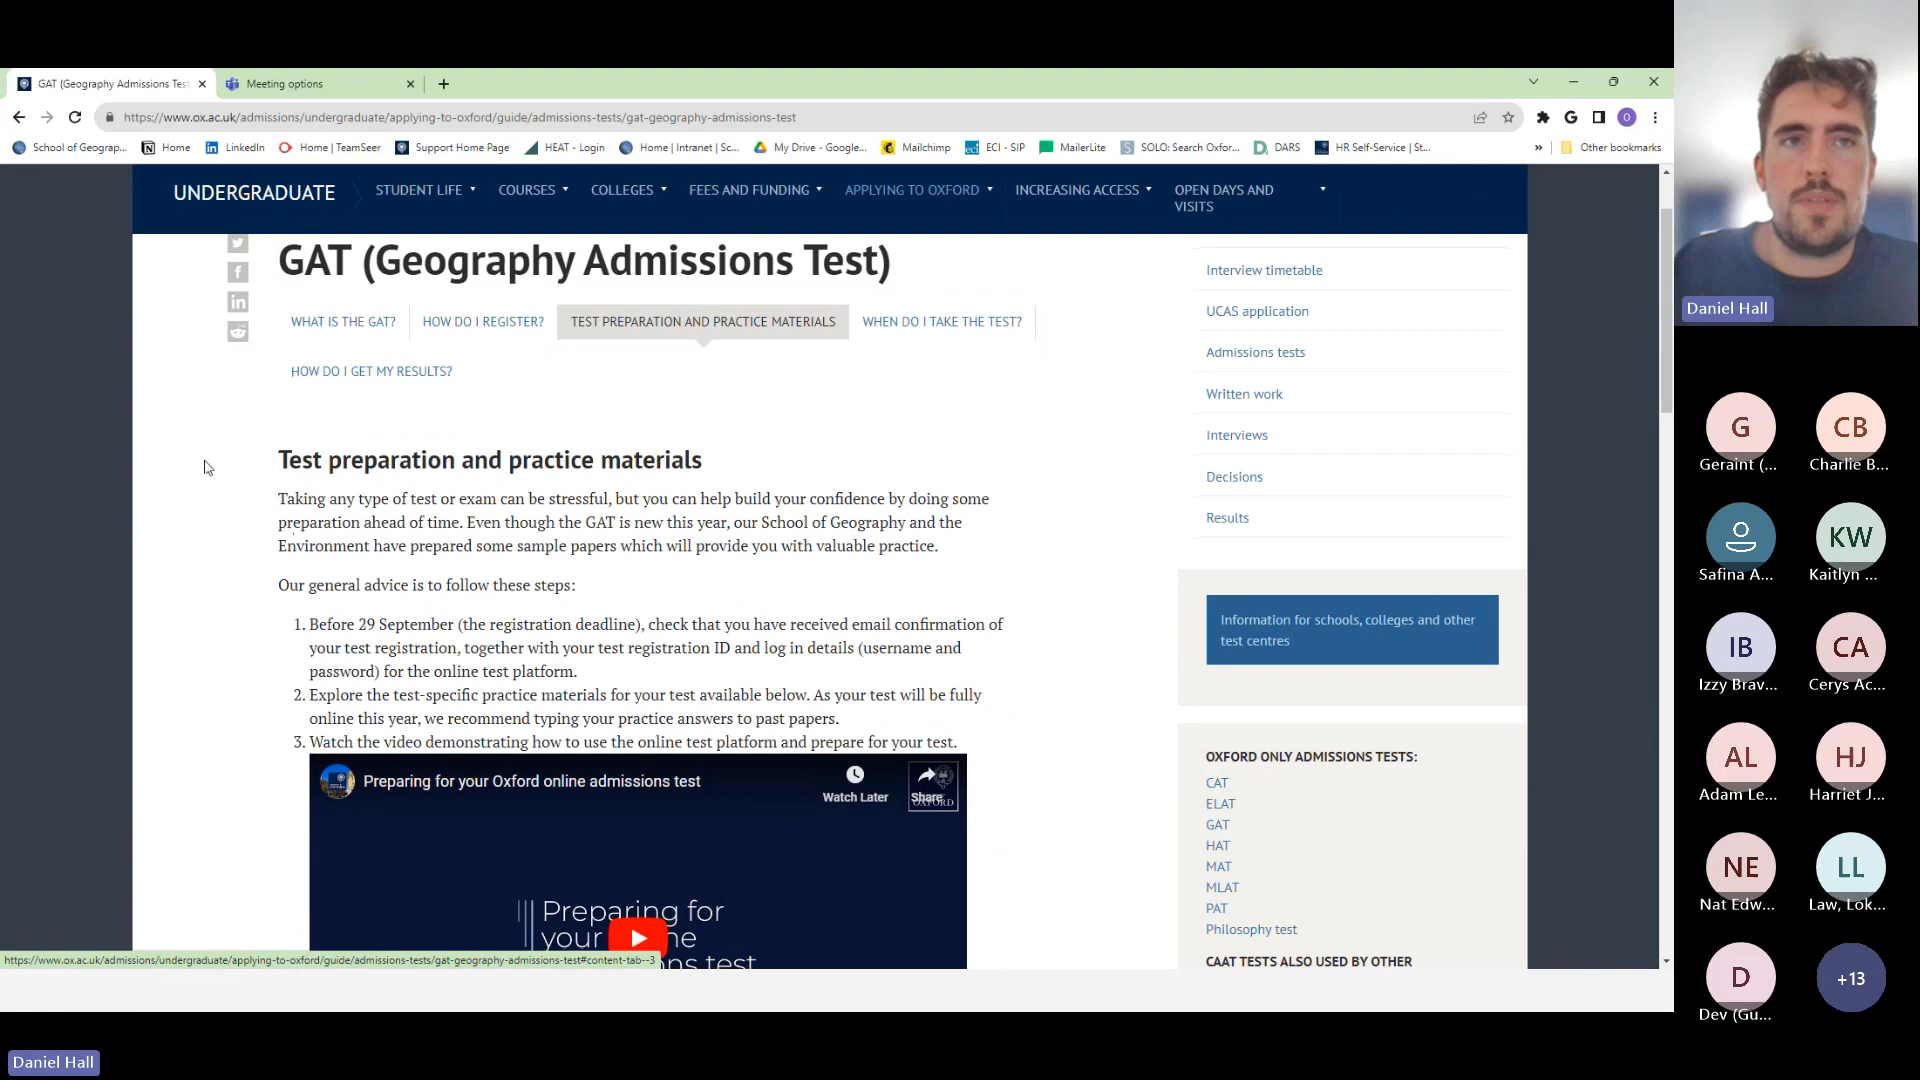 GAT (Geography Admissions Test
Meeting options
https://www.ox.ac.uk/admissions/undergraduate/applying-to-oxford/guide/admissions-tests/gat-geography-admissions-test
O
School of Geograp...
Home
LinkedIn
Home | TeamSeer
Support Home Page
HEAT - Login
Home | Intranet | Sc...
My Drive - Google...
Mailchimp
ECI - SIP
MailerLite
SOLO: Search Oxfor...
DARS
HR Self-Service | St...
»
Other bookmarks
UNDERGRADUATE
STUDENT LIFE
COURSES
COLLEGES
FEES AND FUNDING
APPLYING TO OXFORD
INCREASING ACCESS
OPEN DAYS AND
VISITS
GAT (Geography Admissions Test)
WHAT IS THE GAT?
HOW DO I REGISTER?
TEST PREPARATION AND PRACTICE MATERIALS
WHEN DO I TAKE THE TEST?
HOW DO I GET MY RESULTS?
Test preparation and practice materials
Taking any type of test or exam can be stressful, but you can help build your confidence by doing some
preparation ahead of time. Even though the GAT is new this year, our School of Geography and the
Environment have prepared some sample papers which will provide you with valuable practice.
Our general advice is to follow these steps:
1. Before 29 September (the registration deadline), check that you have received email confirmation of
your test registration, together with your test registration ID and log in details (username and
password) for the online test platform.
2. Explore the test-specific practice materials for your test available below. As your test will be fully
online this year, we recommend typing your practice answers to past papers.
3. Watch the video demonstrating how to use the online test platform and prepare for your test.
Preparing for your Oxford online admissions test
Watch Later
Share
OXFORD
Preparing for
your
ne
ns test
https://www.ox.ac.uk/admissions/undergraduate/applying-to-oxford/guide/admissions-tests/gat-geography-admissions-test#content-tab--3
Interview timetable
UCAS application
Admissions tests
Written work
Interviews
Decisions
Results
Information for schools, colleges and other
test centres
OXFORD ONLY ADMISSIONS TESTS:
CAT
ELAT
GAT
HAT
MAT
MLAT
PAT
Philosophy test
CAAT TESTS ALSO USED BY OTHER
Daniel Hall
G
Geraint (...
CB
Charlie B...
Safina A...
KW
Kaitlyn ...
IB
Izzy Brav...
CA
Cerys Ac...
AL
Adam Le...
HJ
Harriet J...
NE
Nat Edw...
LL
Law, Lok...
D
Dev (Gu...
+13
Daniel Hall